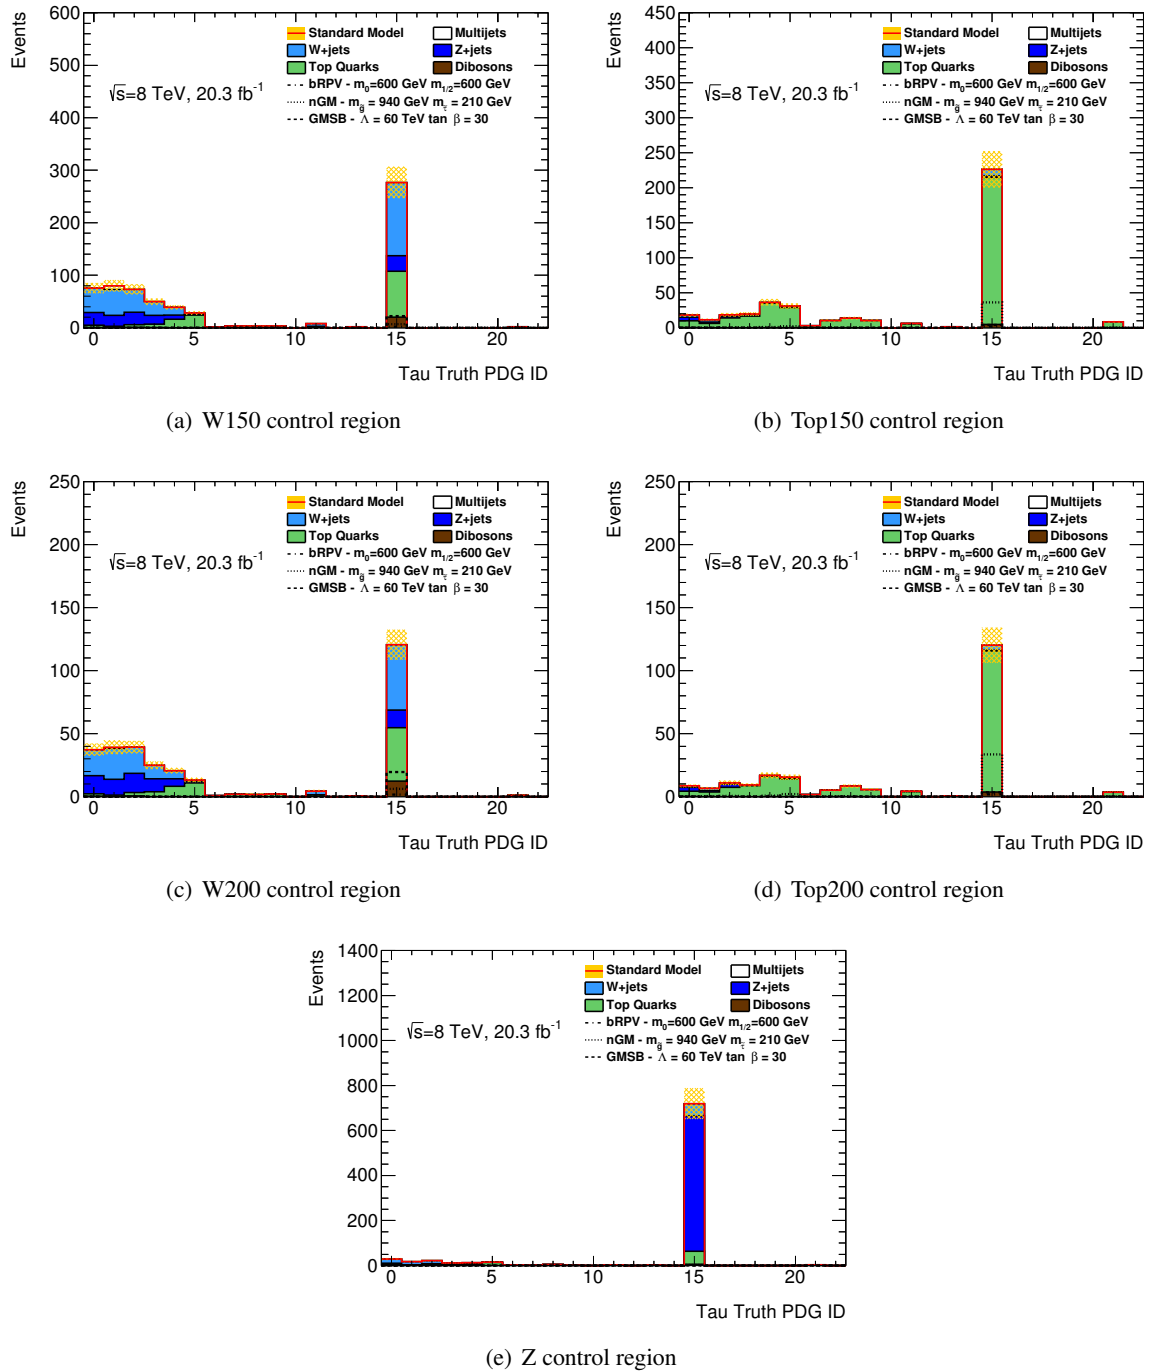 Events
600
500
400
300
200
100
0
0 5 10 15 20
Tau Truth PDG ID
Standard Model Multijets
W+jets Z+jets
Top Quarks Dibosons
bRPV - m0=600 GeV m1/2=600 GeV
nGM - mg̃ = 940 GeV mτ̃ = 210 GeV
GMSB - Λ = 60 TeV tan β = 30
√s=8 TeV, 20.3 fb-1
(a) W150 control region
Events
450
400
350
300
250
200
150
100
50
0
0 5 10 15 20
Tau Truth PDG ID
Standard Model Multijets
W+jets Z+jets
Top Quarks Dibosons
bRPV - m0=600 GeV m1/2=600 GeV
nGM - mg̃ = 940 GeV mτ̃ = 210 GeV
GMSB - Λ = 60 TeV tan β = 30
√s=8 TeV, 20.3 fb-1
(b) Top150 control region
Events
250
200
150
100
50
0
0 5 10 15 20
Tau Truth PDG ID
Standard Model Multijets
W+jets Z+jets
Top Quarks Dibosons
bRPV - m0=600 GeV m1/2=600 GeV
nGM - mg̃ = 940 GeV mτ̃ = 210 GeV
GMSB - Λ = 60 TeV tan β = 30
√s=8 TeV, 20.3 fb-1
(c) W200 control region
Events
250
200
150
100
50
0
0 5 10 15 20
Tau Truth PDG ID
Standard Model Multijets
W+jets Z+jets
Top Quarks Dibosons
bRPV - m0=600 GeV m1/2=600 GeV
nGM - mg̃ = 940 GeV mτ̃ = 210 GeV
GMSB - Λ = 60 TeV tan β = 30
√s=8 TeV, 20.3 fb-1
(d) Top200 control region
Events
1400
1200
1000
800
600
400
200
0
0 5 10 15 20
Tau Truth PDG ID
Standard Model Multijets
W+jets Z+jets
Top Quarks Dibosons
bRPV - m0=600 GeV m1/2=600 GeV
nGM - mg̃ = 940 GeV mτ̃ = 210 GeV
GMSB - Λ = 60 TeV tan β = 30
√s=8 TeV, 20.3 fb-1
(e) Z control region